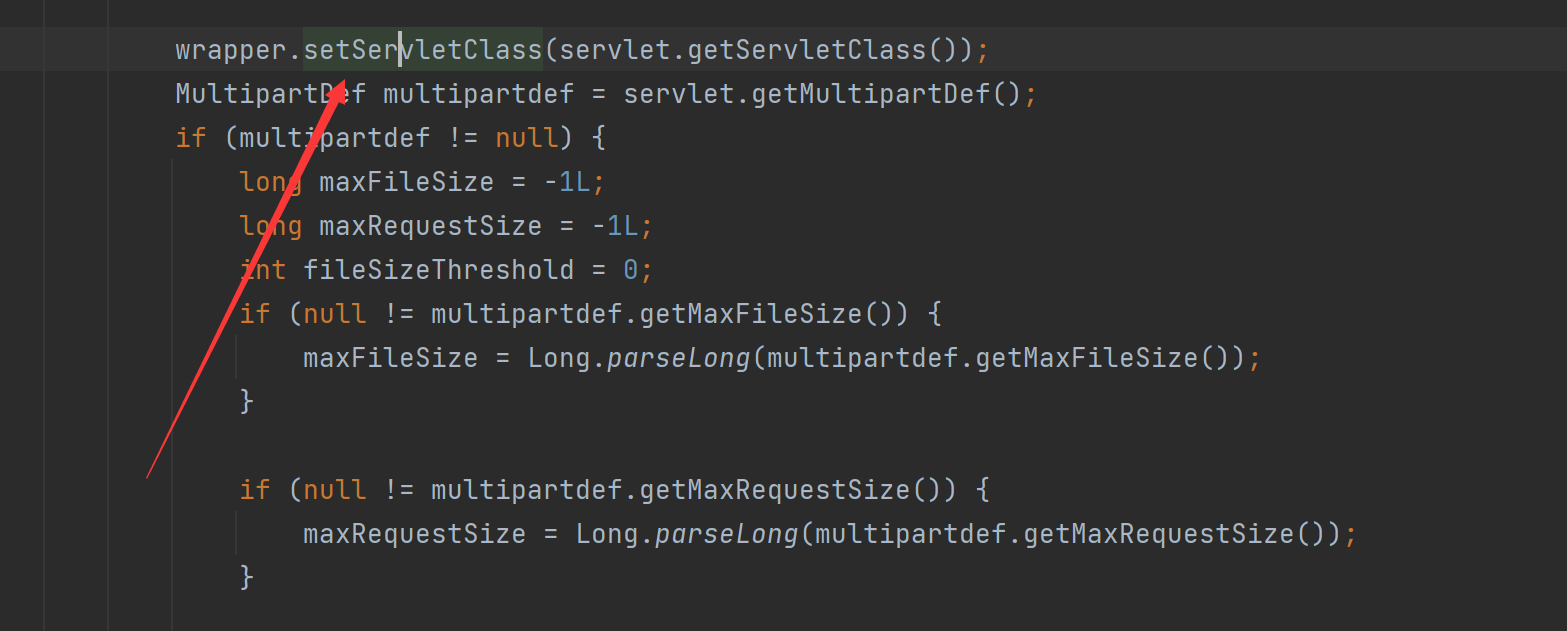 wrapper.setServletClass(servlet.getServletClass());
MultipartDef multipartdef = servlet.getMultipartDef();
if (multipartdef != null) {
long maxFileSize = -1L;
long maxRequestSize = -1L;
int fileSizeThreshold = 0;
if (null != multipartdef.getMaxFileSize()) {
maxFileSize = Long.parseLong(multipartdef.getMaxFileSize());
}
if (null != multipartdef.getMaxRequestSize()) {
maxRequestSize = Long.parseLong(multipartdef.getMaxRequestSize());
}